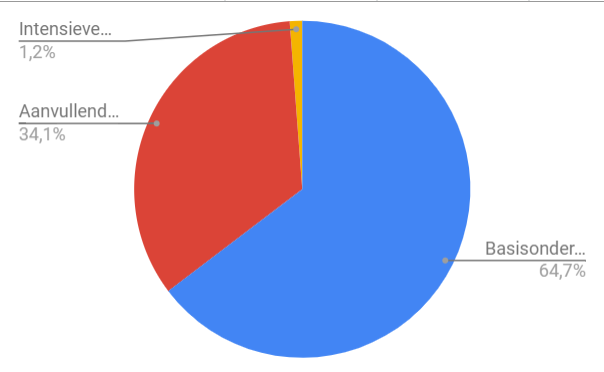 Intensieve...
1,2%
Aanvullend...
34,1%
Basisonder...
64,7%